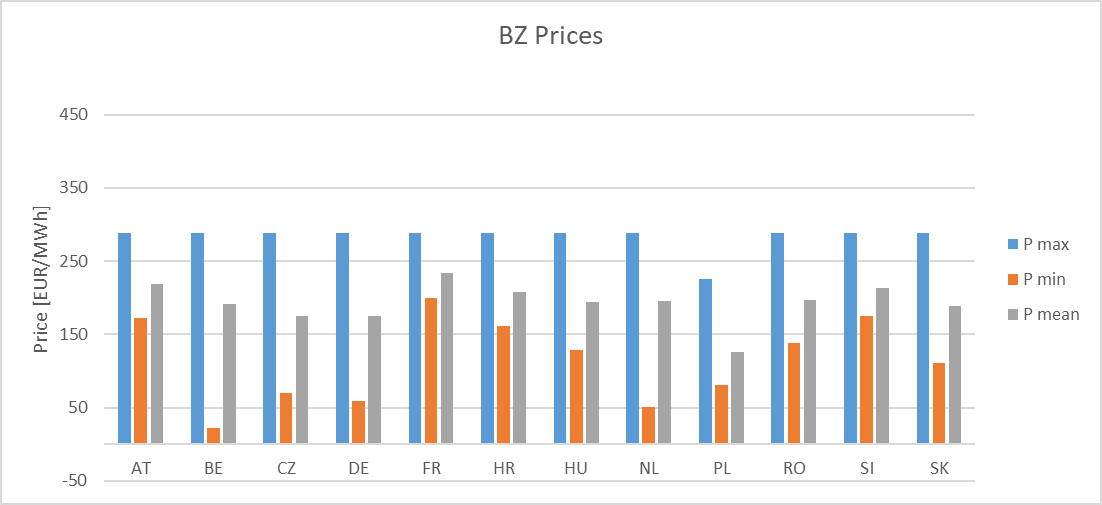 BZ Prices
Price [EUR/MWh]
450
350
250
150
50
-50
AT BE CZ DE FR HR HU NL PL RO SI SK
P max
P min
P mean